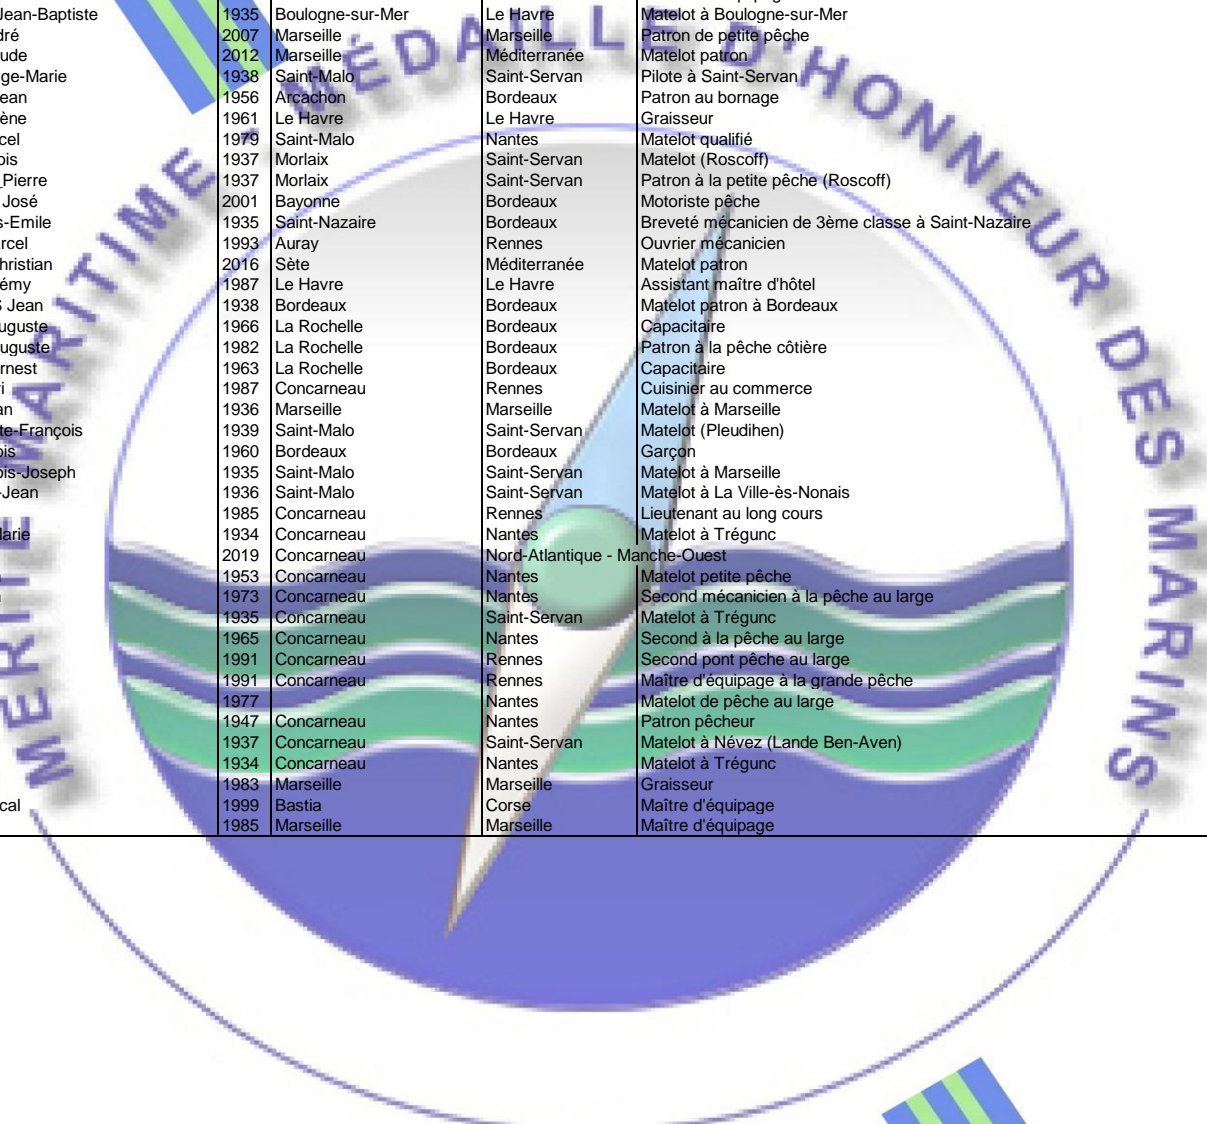 Jean-Baptiste 1935 Boulogne-sur-Mer Le Havre Matelot à Boulogne-sur-Mer
dré 2007 Marseille Marseille Patron de petite pêche
ude 2012 Marseille Méditerranée Matelot patron
ge-Marie 1938 Saint-Malo Saint-Servan Pilote à Saint-Servan
ean 1956 Arcachon Bordeaux Patron au bornage
ène 1961 Le Havre Le Havre Graisseur
cel 1979 Saint-Malo Nantes Matelot qualifié
ois 1937 Morlaix Saint-Servan Matelot (Roscoff)
Pierre 1937 Morlaix Saint-Servan Patron à la petite pêche (Roscoff)
José 2001 Bayonne Bordeaux Motoriste pêche
s-Emile 1935 Saint-Nazaire Bordeaux Breveté mécanicien de 3ème classe à Saint-Nazaire
rcel 1993 Auray Rennes Ouvrier mécanicien
hristian 2016 Sète Méditerranée Matelot patron
émy 1987 Le Havre Le Havre Assistant maître d'hôtel
S Jean 1938 Bordeaux Bordeaux Matelot patron à Bordeaux
uguste 1966 La Rochelle Bordeaux Capacitaire
uguste 1982 La Rochelle Bordeaux Patron à la pêche côtière
rnest 1963 La Rochelle Bordeaux Capacitaire
i 1987 Concarneau Rennes Cuisinier au commerce
an 1936 Marseille Marseille Matelot à Marseille
te-François 1939 Saint-Malo Saint-Servan Matelot (Pleudihen)
ois 1960 Bordeaux Bordeaux Garçon
ois-Joseph 1935 Saint-Malo Saint-Servan Matelot à Marseille
-Jean 1936 Saint-Malo Saint-Servan Matelot à La Ville-ès-Nonais
1985 Concarneau Rennes Lieutenant au long cours
Marie 1934 Concarneau Nantes Matelot à Trégunc
2019 Concarneau Nord-Atlantique - Manche-Ouest
1953 Concarneau Nantes Matelot petite pêche
1973 Concarneau Nantes Second mécanicien à la pêche au large
1935 Concarneau Saint-Servan Matelot à Trégunc
1965 Concarneau Nantes Second à la pêche au large
1991 Concarneau Rennes Second pont pêche au large
1991 Concarneau Rennes Maître d'équipage à la grande pêche
1977 Nantes Matelot de pêche au large
1947 Concarneau Nantes Patron pêcheur
1937 Concarneau Saint-Servan Matelot à Névez (Lande Ben-Aven)
1934 Concarneau Nantes Matelot à Trégunc
1983 Marseille Marseille Graisseur
cal 1999 Bastia Corse Maître d'équipage
1985 Marseille Marseille Maître d'équipage
MERITE MARITIME - MÉDAILLE D'HONNEUR DES MARINS